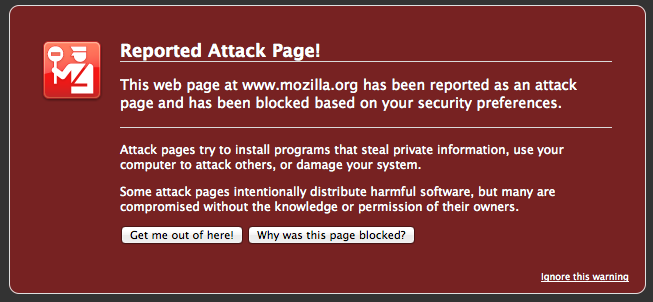 Reported Attack Page!
This web page at www.mozilla.org has been reported as an attack
page and has been blocked based on your security preferences.
Attack pages try to install programs that steal private information, use your
computer to attack others, or damage your system.
Some attack pages intentionally distribute harmful software, but many are
compromised without the knowledge or permission of their owners.
Get me out of here! Why was this page blocked?
Ignore this warning